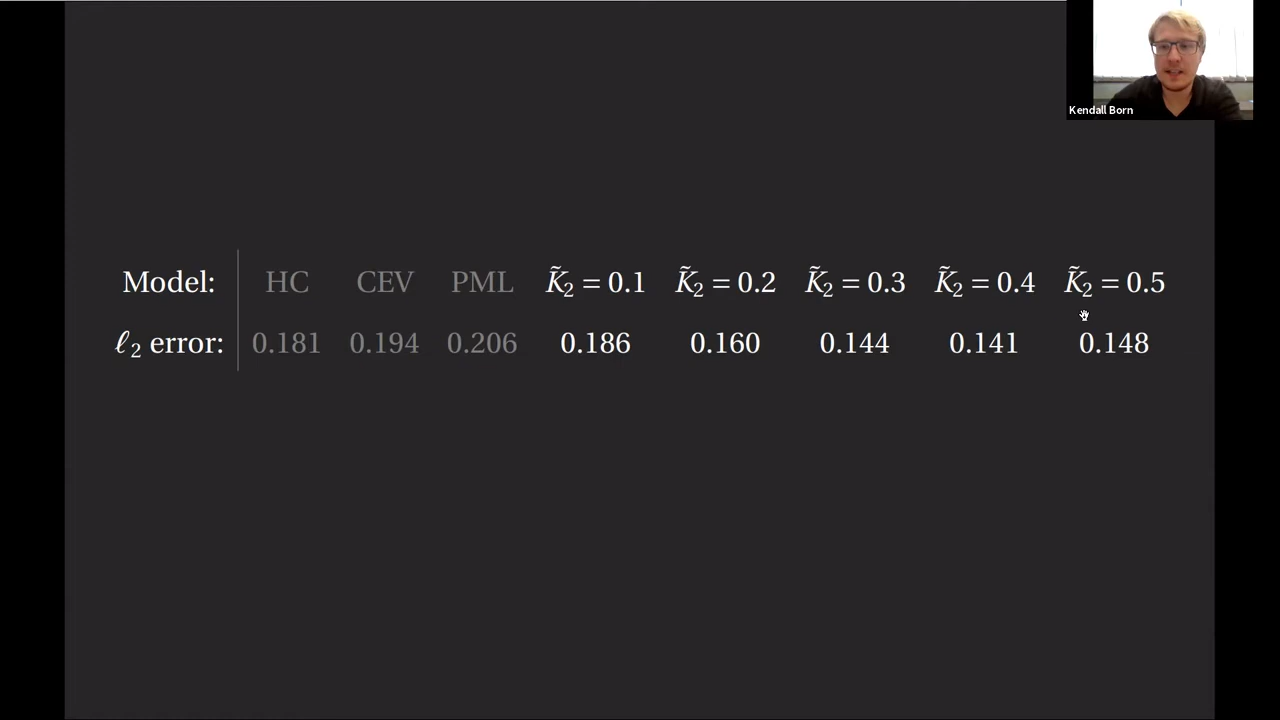 Kendall Born
Model: HC CEV PML K̃₂ = 0.1 K̃₂ = 0.2 K̃₂ = 0.3 K̃₂ = 0.4 K̃₂ = 0.5
ℓ₂ error: 0.181 0.194 0.206 0.186 0.160 0.144 0.141 0.148